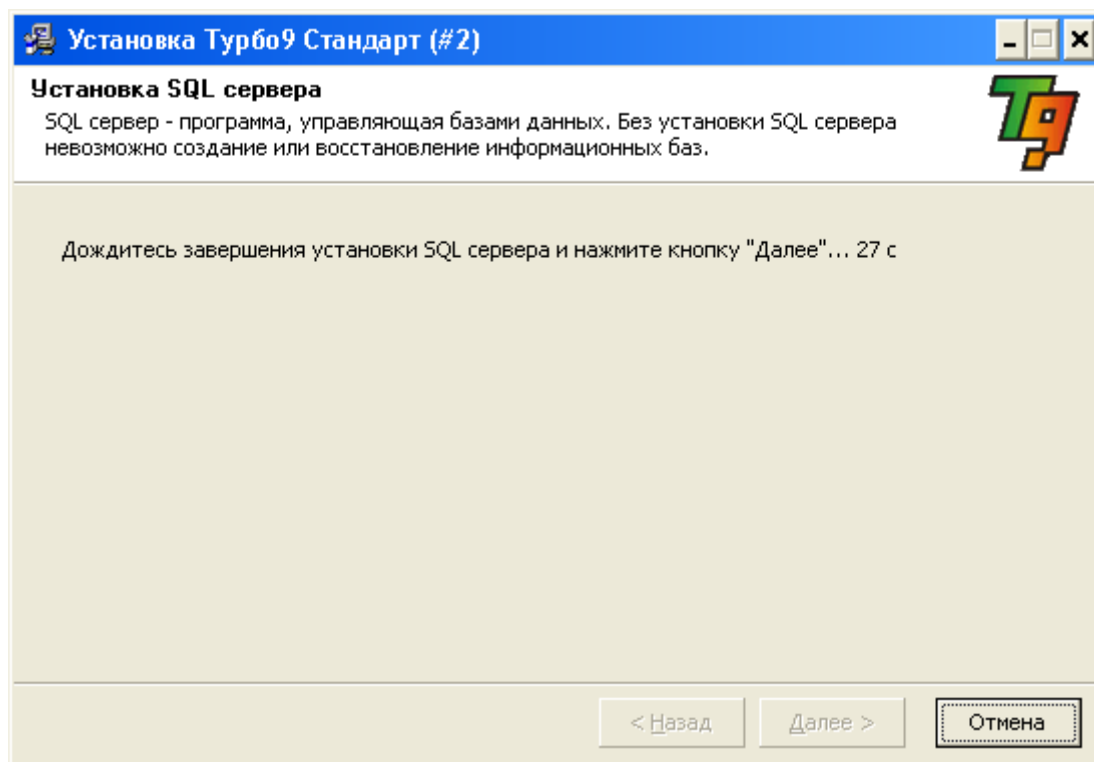 Установка Турбо9 Стандарт (#2)
Установка SQL сервера
SQL сервер - программа, управляющая базами данных. Без установки SQL сервера
невозможно создание или восстановление информационных баз.
T9
Дождитесь завершения установки SQL сервера и нажмите кнопку "Далее"... 27 с
< Назад
Далее >
Отмена